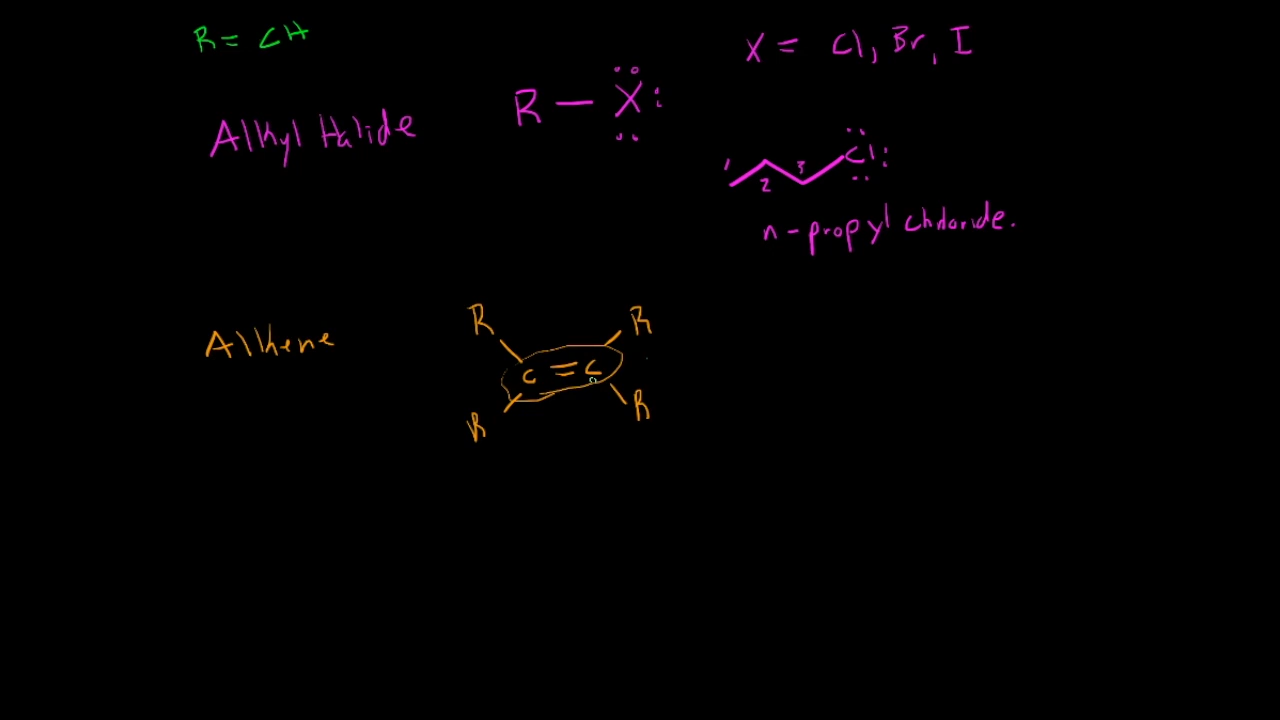 R = CH
X = Cl, Br, I
R — X
Alkyl Halide
1 2 3 Cl
n-propyl chloride.
Alkene
R R
C = C
R R